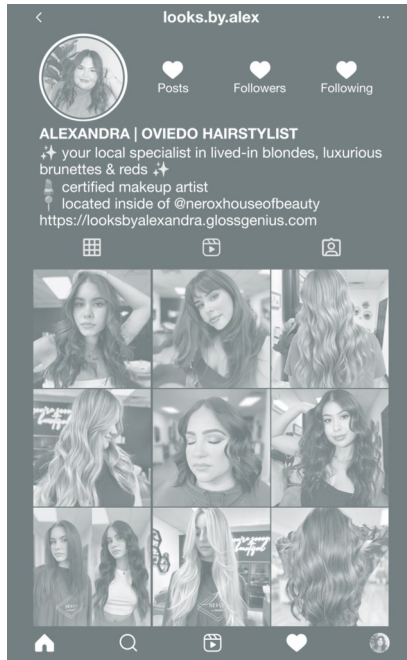 looks.by.alex
Posts Followers Following
ALEXANDRA | OVIEDO HAIRSTYLIST
✨ your local specialist in lived-in blondes, luxurious
brunettes & reds ✨
💄 certified makeup artist
📍 located inside of @neroxhouseofbeauty
https://looksbyalexandra.glossgenius.com